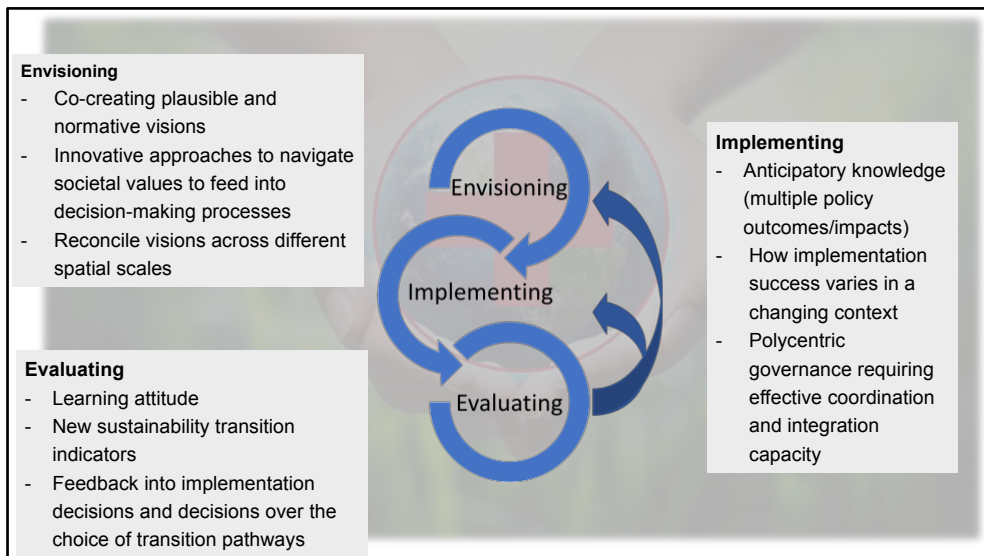 Envisioning
- Co-creating plausible and
normative visions
- Innovative approaches to navigate
societal values to feed into
decision-making processes
- Reconcile visions across different
spatial scales
Evaluating
- Learning attitude
- New sustainability transition
indicators
- Feedback into implementation
decisions and decisions over the
choice of transition pathways
Envisioning
Implementing
Evaluating
Implementing
- Anticipatory knowledge
(multiple policy
outcomes/impacts)
- How implementation
success varies in a
changing context
- Polycentric
governance requiring
effective coordination
and integration
capacity